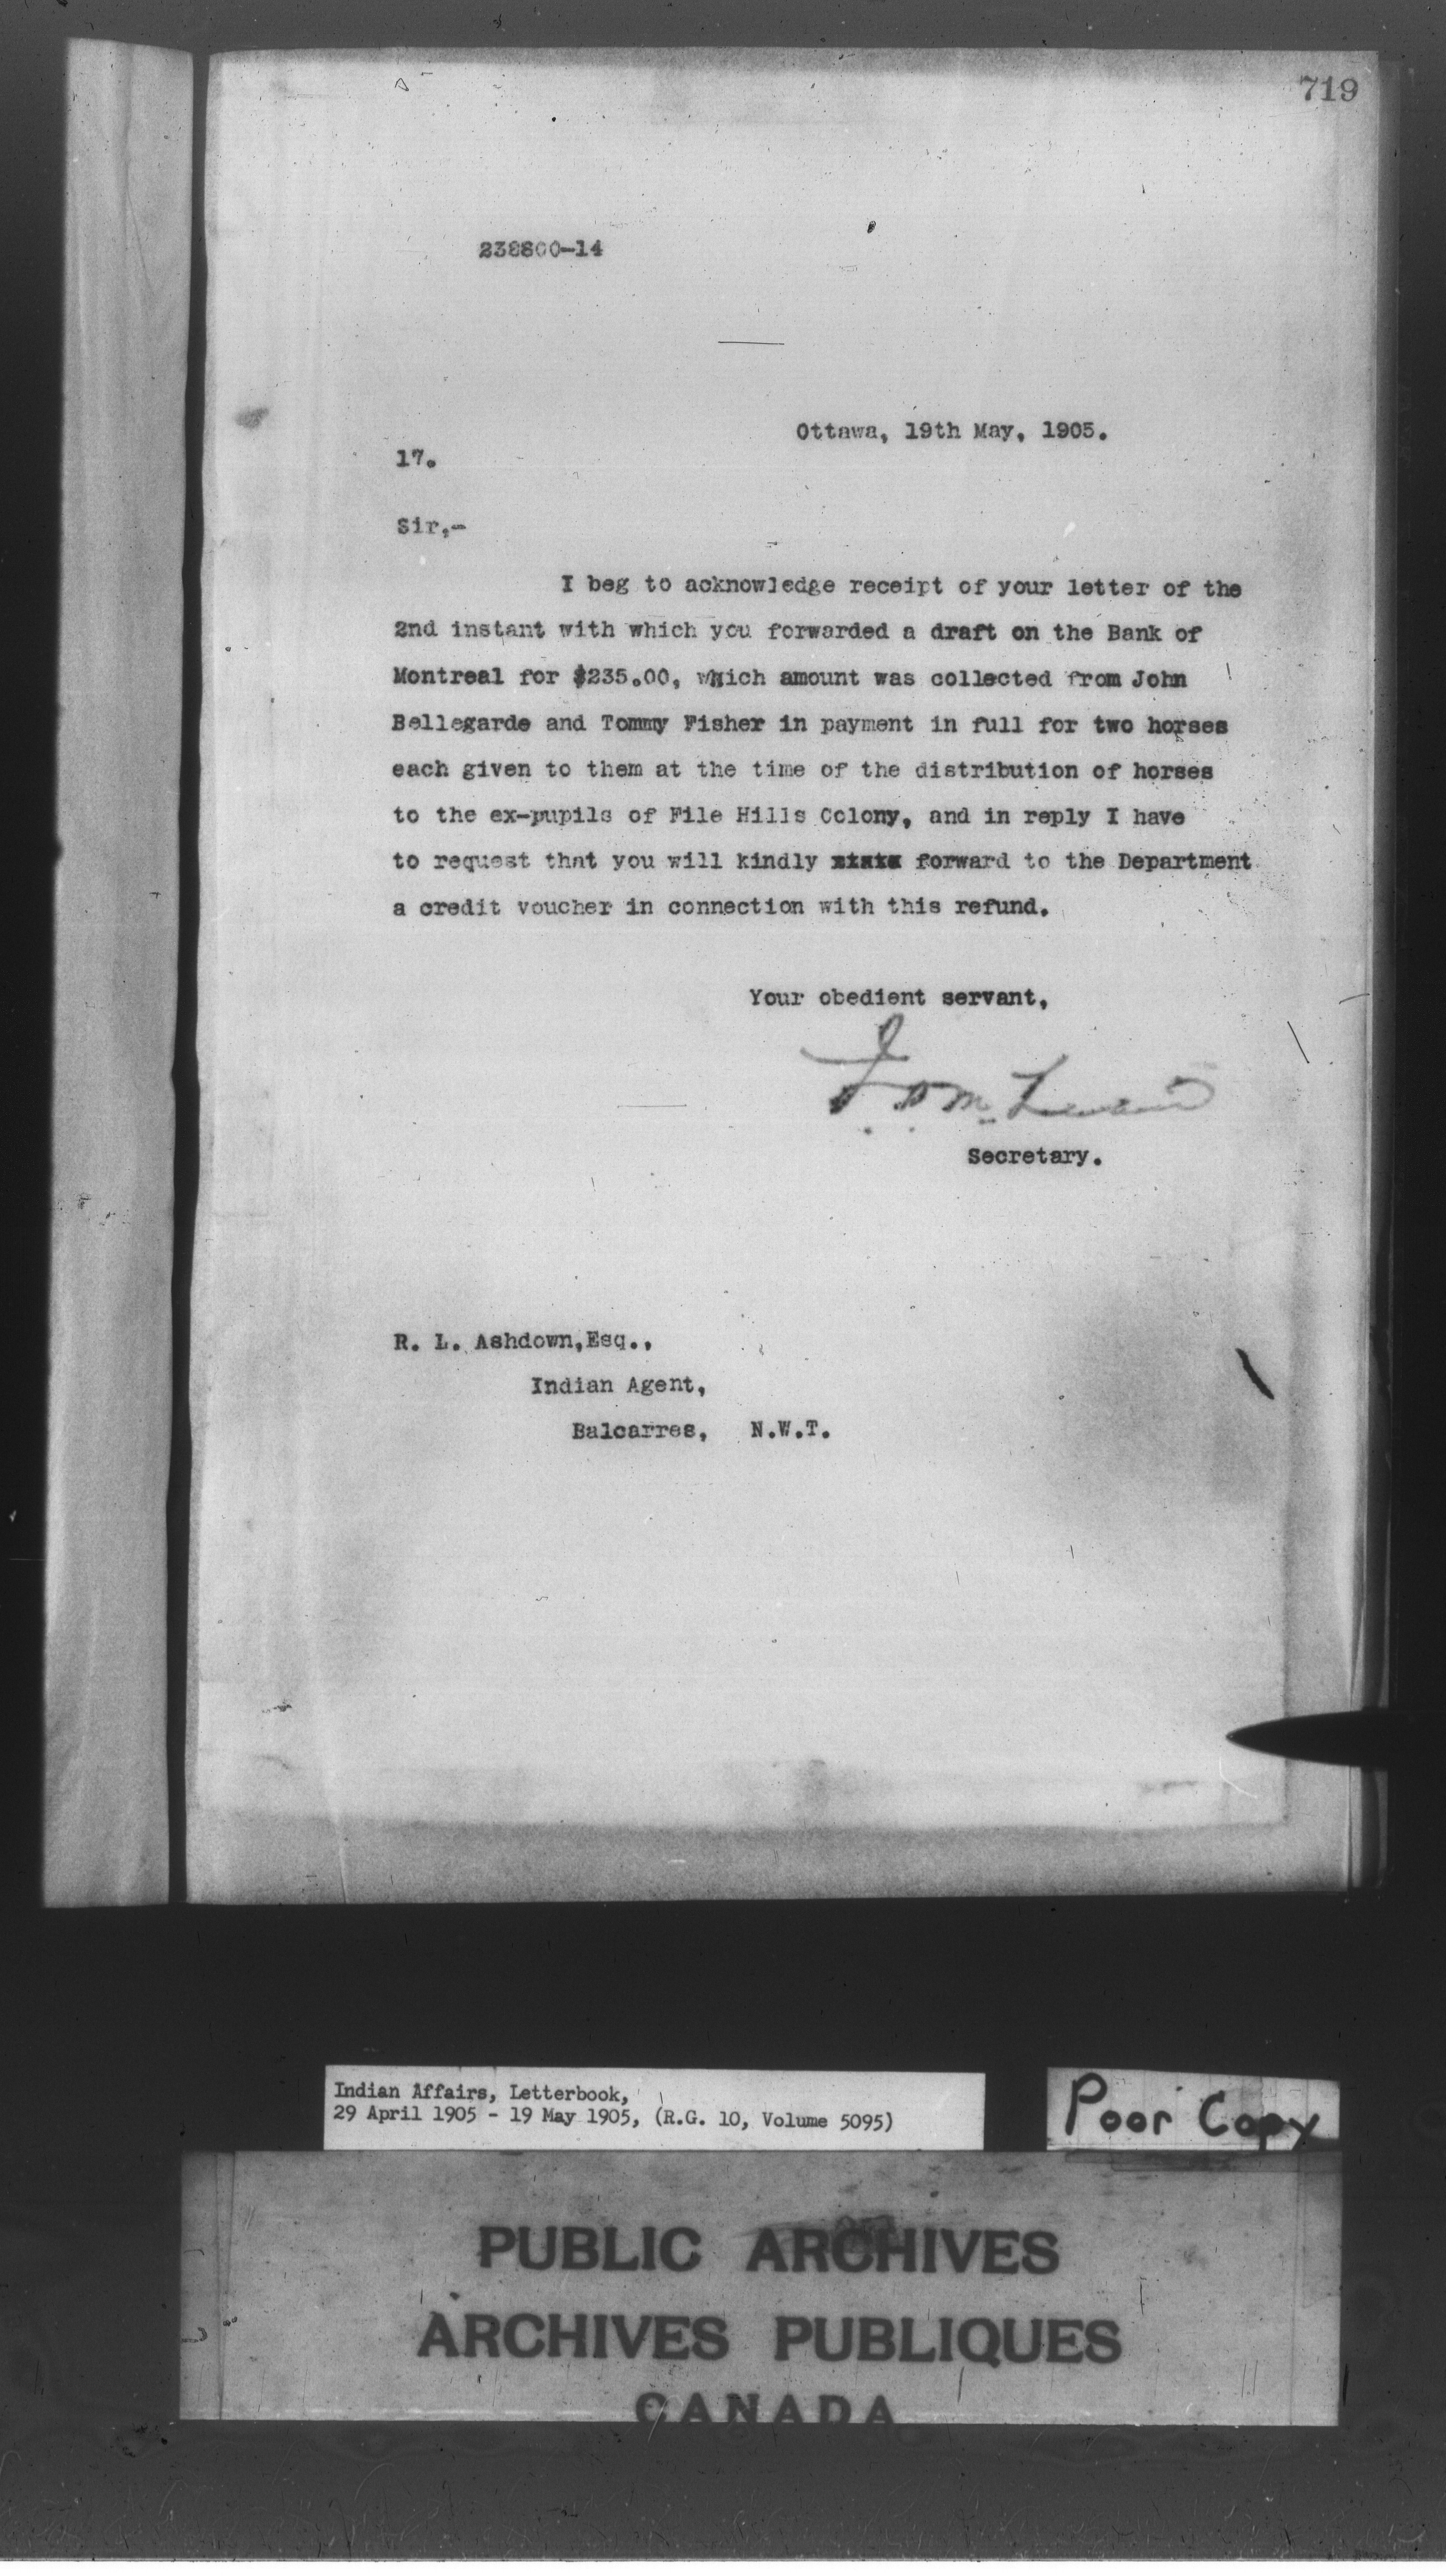 719
238800-14
Ottawa, 19th May, 1905.
17.
Sir,-
I beg to acknowledge receipt of your letter of the
2nd instant with which you forwarded a draft on the Bank of
Montreal for $235.00, which amount was collected from John
Bellegarde and Tommy Fisher in payment in full for two horses
each given to them at the time of the distribution of horses
to the ex-pupils of File Hills Colony, and in reply I have
to request that you will kindly forward to the Department
a credit voucher in connection with this refund.
Your obedient servant,
Secretary.
R. L. Ashdown,Esq.,
Indian Agent,
Balcarres, N.W.T.
Indian Affairs, Letterbook,
29 April 1905 - 19 May 1905, (R.G. 10, Volume 5095)
Poor Copy
PUBLIC ARCHIVES
ARCHIVES PUBLIQUES
CANADA